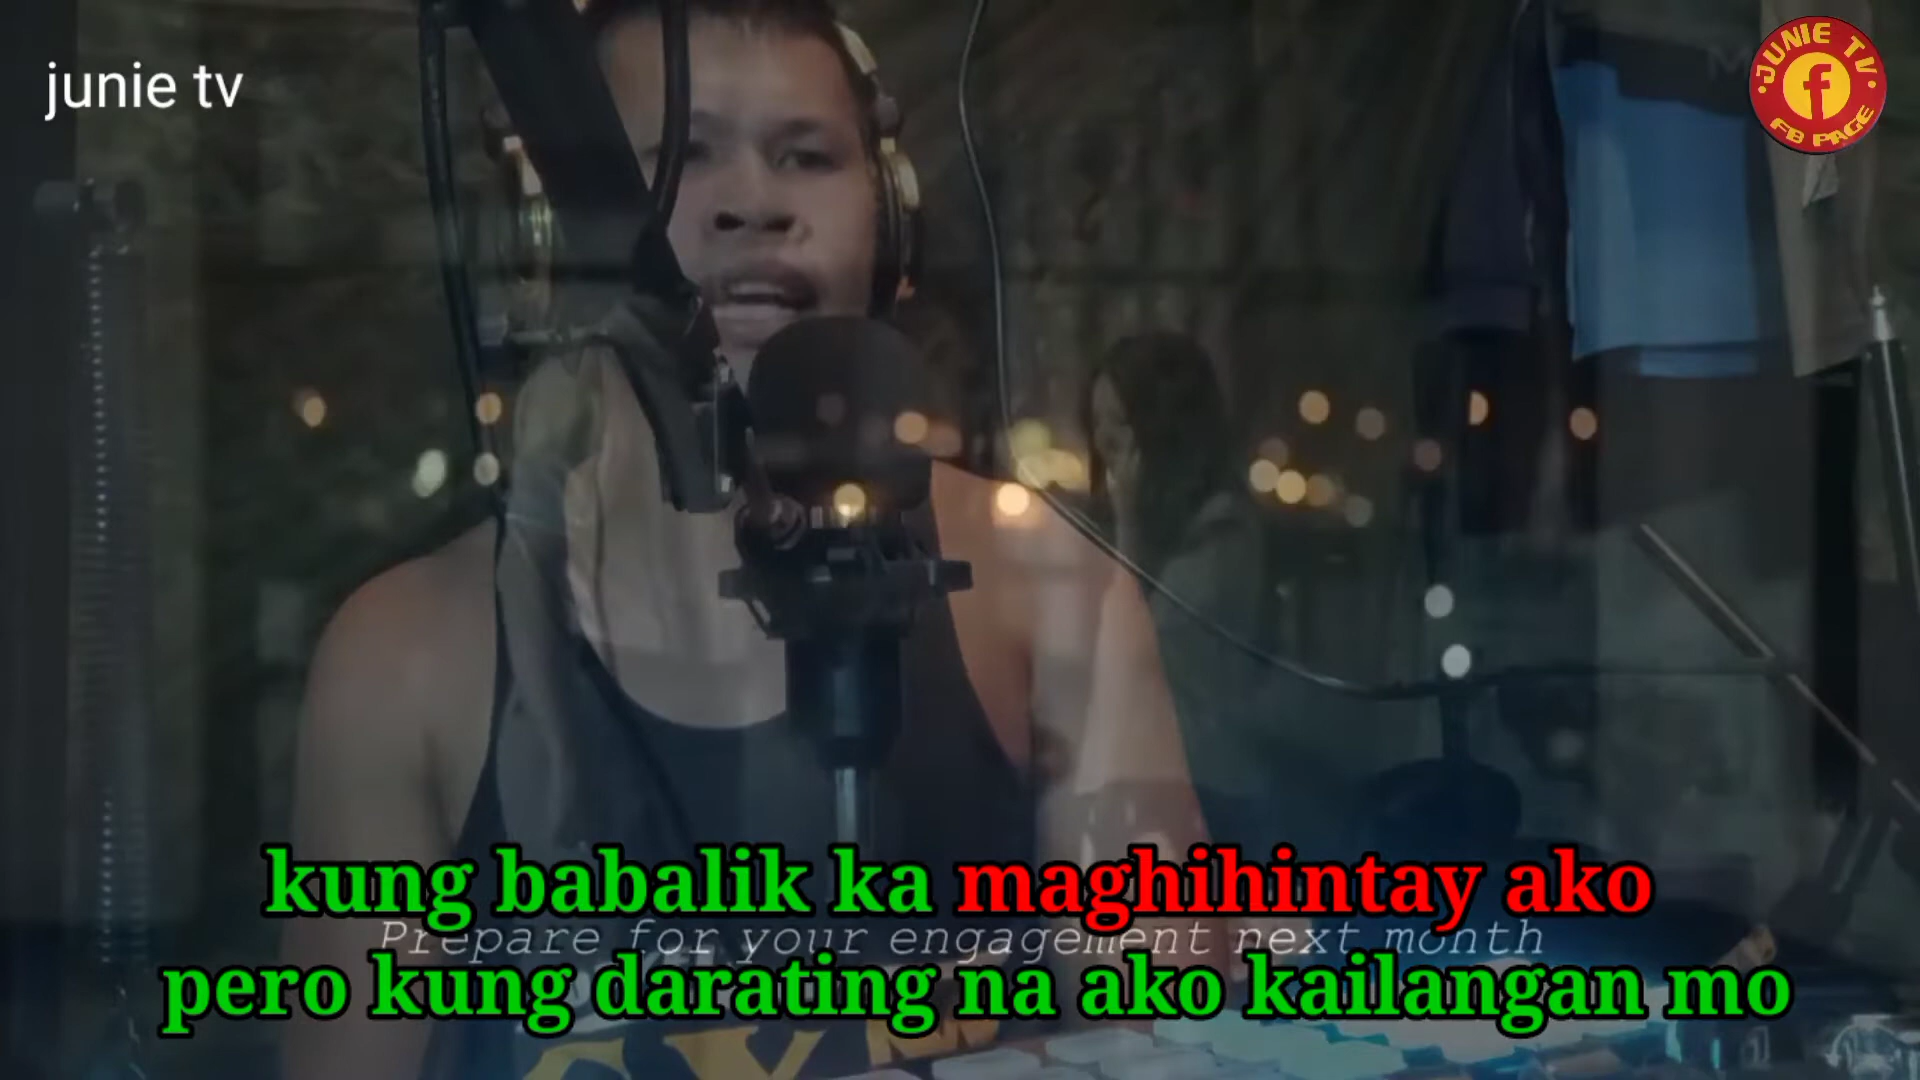 junie tv
JUNIE TV
f
FB PAGE
kung babalik ka maghihintay ako
Prepare for your engagement next month
pero kung darating na ako kailangan mo
GYM